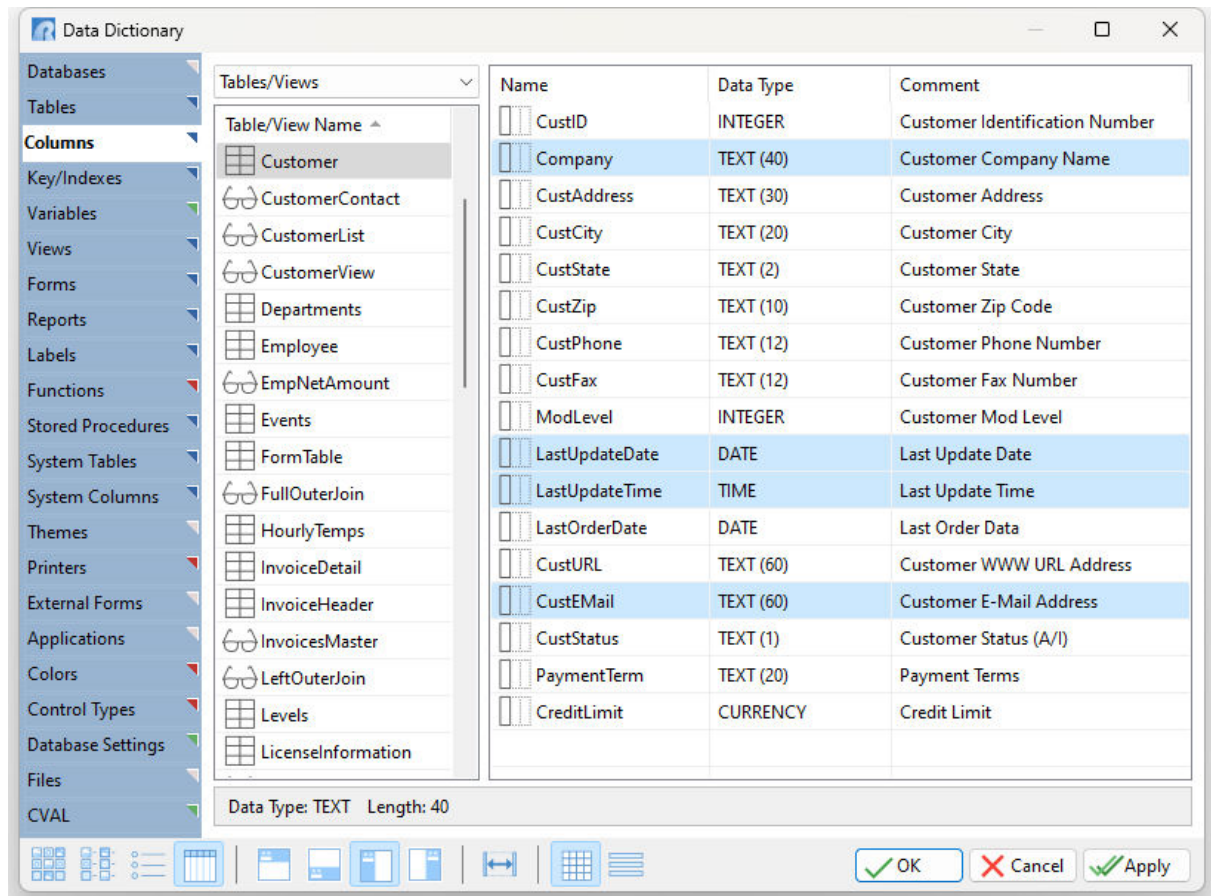 Data Dictionary
Databases
Tables
Columns
Key/Indexes
Variables
Views
Forms
Reports
Labels
Functions
Stored Procedures
System Tables
System Columns
Themes
Printers
External Forms
Applications
Colors
Control Types
Database Settings
Files
CVAL
Tables/Views
Table/View Name
Customer
CustomerContact
CustomerList
CustomerView
Departments
Employee
EmpNetAmount
Events
FormTable
FullOuterJoin
HourlyTemps
InvoiceDetail
InvoiceHeader
InvoicesMaster
LeftOuterJoin
Levels
LicenseInformation
Name Data Type Comment
CustID INTEGER Customer Identification Number
Company TEXT (40) Customer Company Name
CustAddress TEXT (30) Customer Address
CustCity TEXT (20) Customer City
CustState TEXT (2) Customer State
CustZip TEXT (10) Customer Zip Code
CustPhone TEXT (12) Customer Phone Number
CustFax TEXT (12) Customer Fax Number
ModLevel INTEGER Customer Mod Level
LastUpdateDate DATE Last Update Date
LastUpdateTime TIME Last Update Time
LastOrderDate DATE Last Order Data
CustURL TEXT (60) Customer WWW URL Address
CustEMail TEXT (60) Customer E-Mail Address
CustStatus TEXT (1) Customer Status (A/I)
PaymentTerm TEXT (20) Payment Terms
CreditLimit CURRENCY Credit Limit
Data Type: TEXT Length: 40
OK Cancel Apply